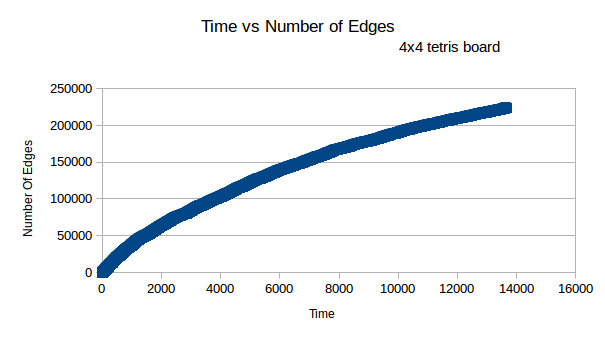 Time vs Number of Edges
4x4 tetris board
250000
200000
150000
100000
50000
0
Number Of Edges
0 2000 4000 6000 8000 10000 12000 14000 16000
Time